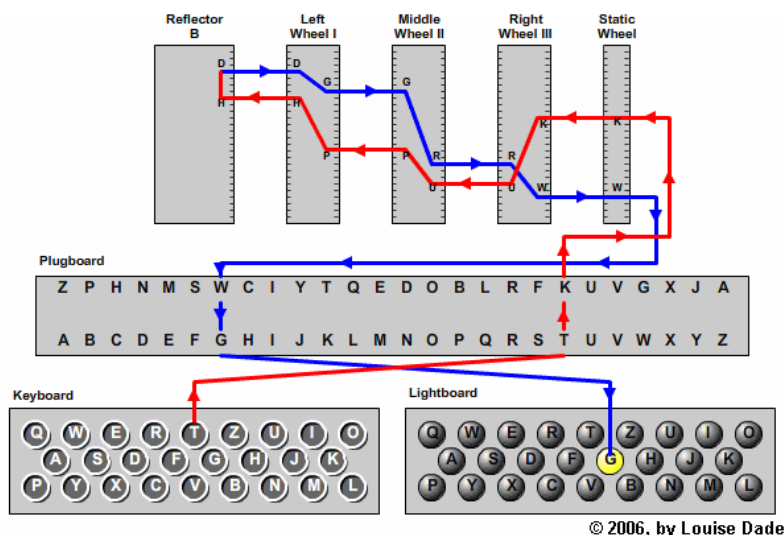 Reflector B
Left Wheel I
Middle Wheel II
Right Wheel III
Static Wheel
D D G G
H H K K
P P R R
U U W W
Plugboard
Z P H N M S W C I Y T Q E D O B L R F K U V G X J A
A B C D E F G H I J K L M N O P Q R S T U V W X Y Z
Keyboard
Q W E R T Z U I O
A S D F G H J K
P Y X C V B N M L
Lightboard
Q W E R T Z U I O
A S D F G H J K
P Y X C V B N M L
© 2006, by Louise Dade